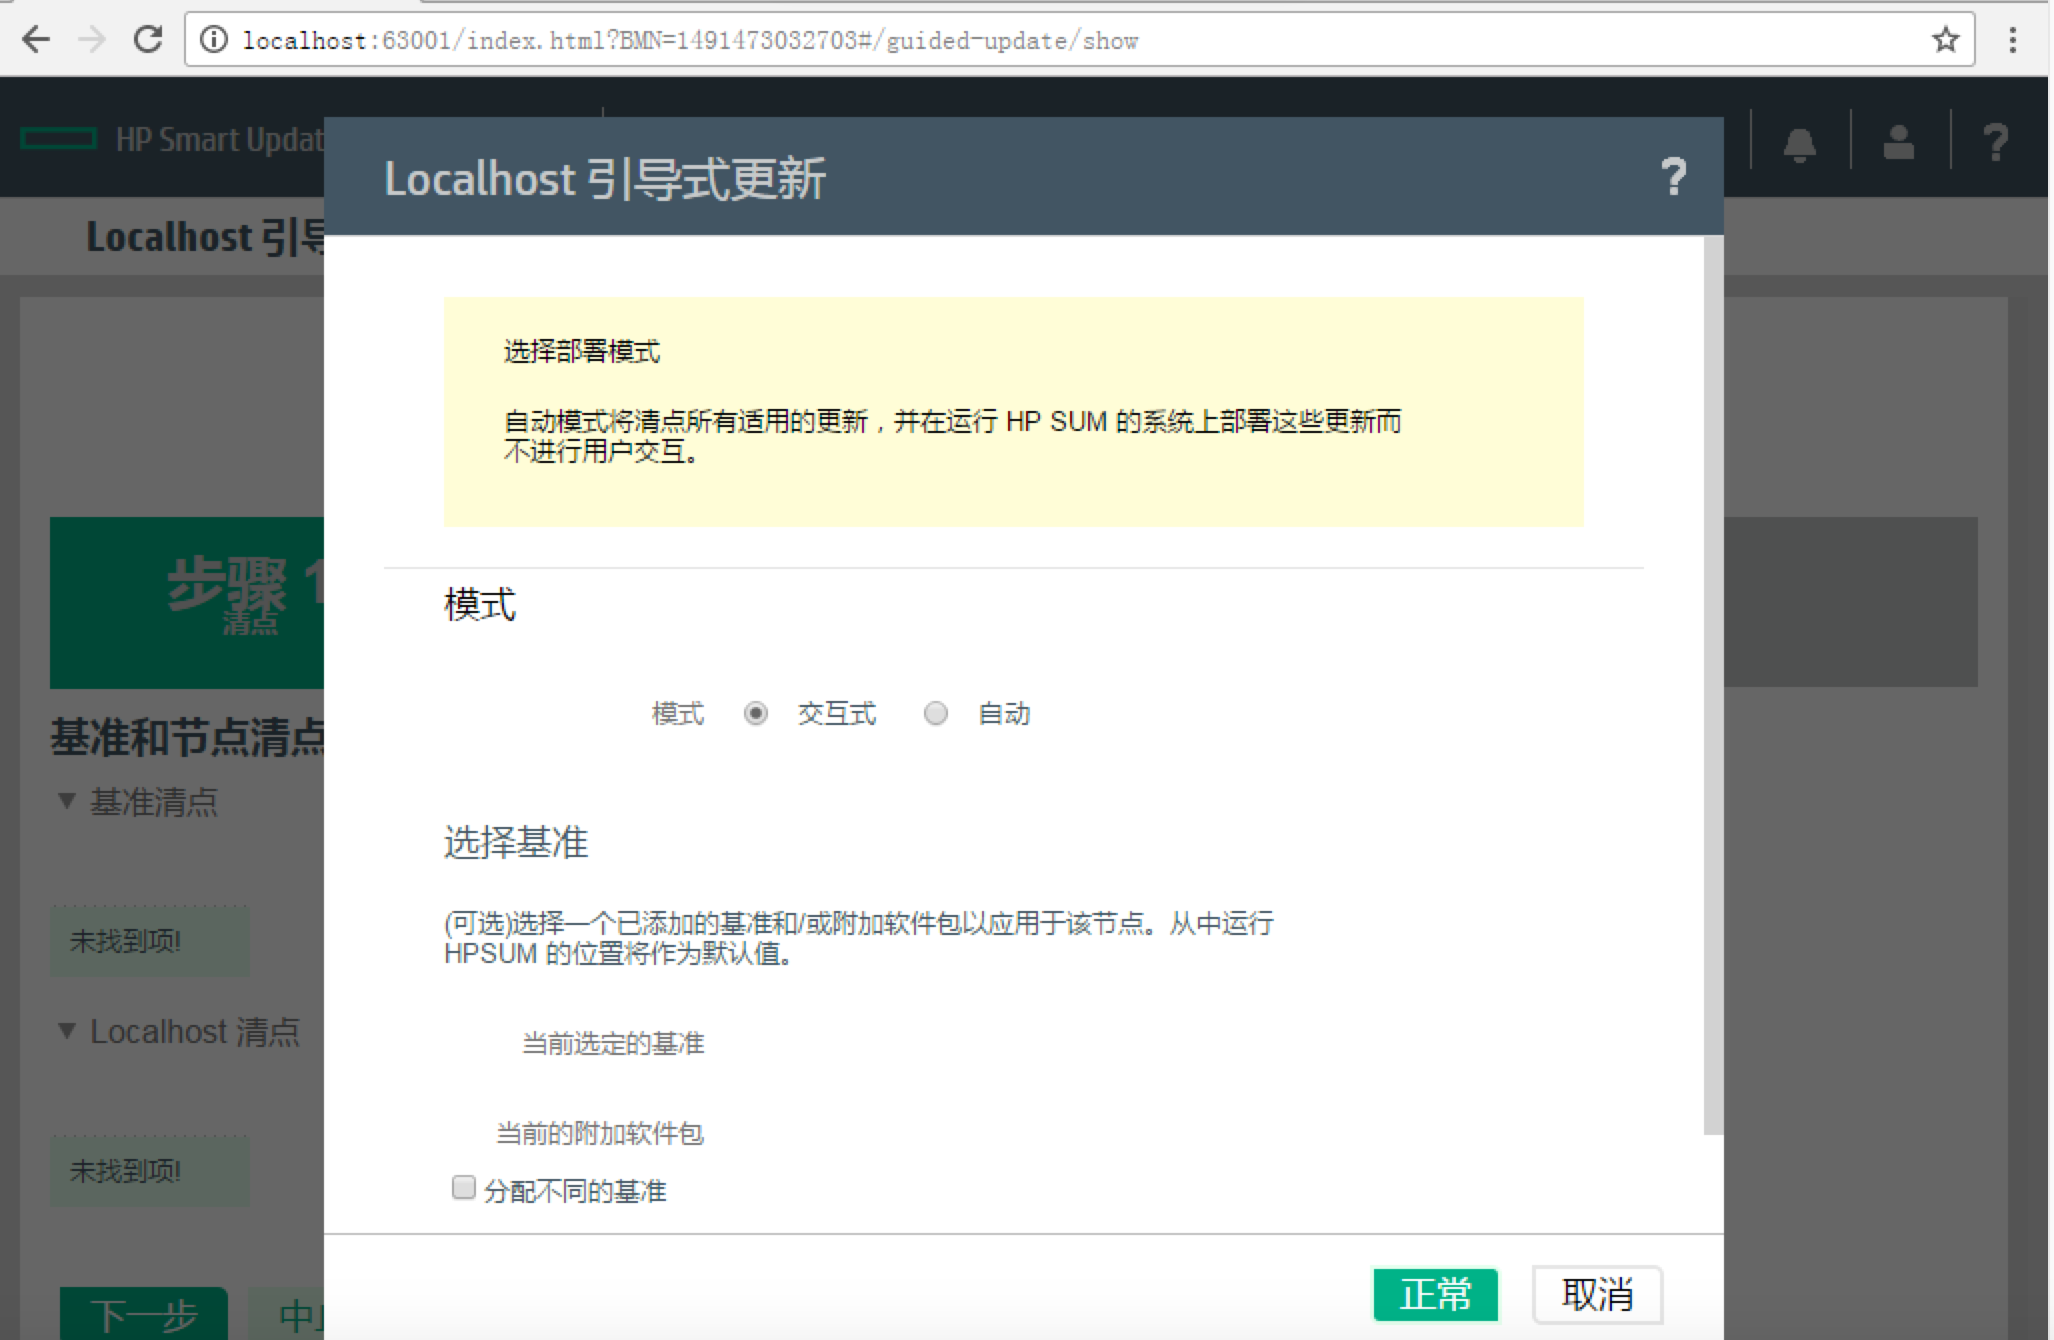 localhost:63001/index.html?BMN=1491473032703#/guided-update/show
HP Smart Updat
Localhost 引导式更新
?
?
Localhost 引导
选择部署模式
自动模式将清点所有适用的更新，并在运行 HP SUM 的系统上部署这些更新而
不进行用户交互。
步骤 1
清点
模式
模式 交互式 自动
基准和节点清点
基准清点
选择基准
(可选)选择一个已添加的基准和/或附加软件包以应用于该节点。从中运行
HPSUM 的位置将作为默认值。
未找到项!
Localhost 清点
当前选定的基准
当前的附加软件包
未找到项!
分配不同的基准
正常 取消
下一步